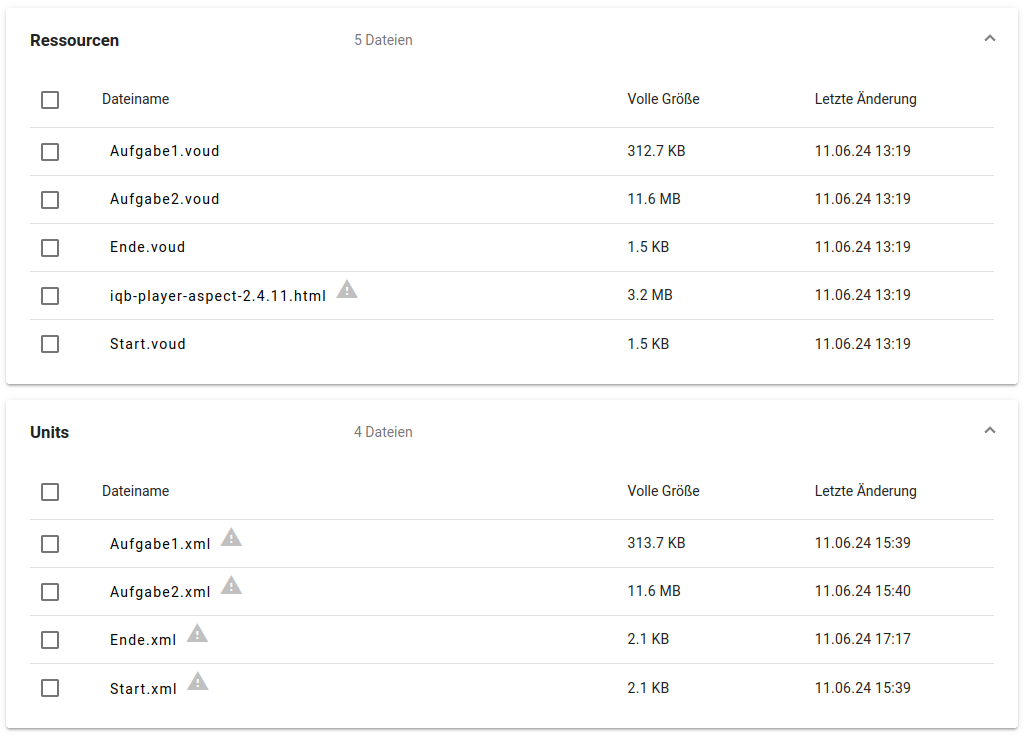 Ressourcen 5 Dateien
Dateiname Volle Größe Letzte Änderung
Aufgabe1.voud 312.7 KB 11.06.24 13:19
Aufgabe2.voud 11.6 MB 11.06.24 13:19
Ende.voud 1.5 KB 11.06.24 13:19
iqb-player-aspect-2.4.11.html 3.2 MB 11.06.24 13:19
Start.voud 1.5 KB 11.06.24 13:19
Units 4 Dateien
Dateiname Volle Größe Letzte Änderung
Aufgabe1.xml 313.7 KB 11.06.24 15:39
Aufgabe2.xml 11.6 MB 11.06.24 15:40
Ende.xml 2.1 KB 11.06.24 17:17
Start.xml 2.1 KB 11.06.24 15:39